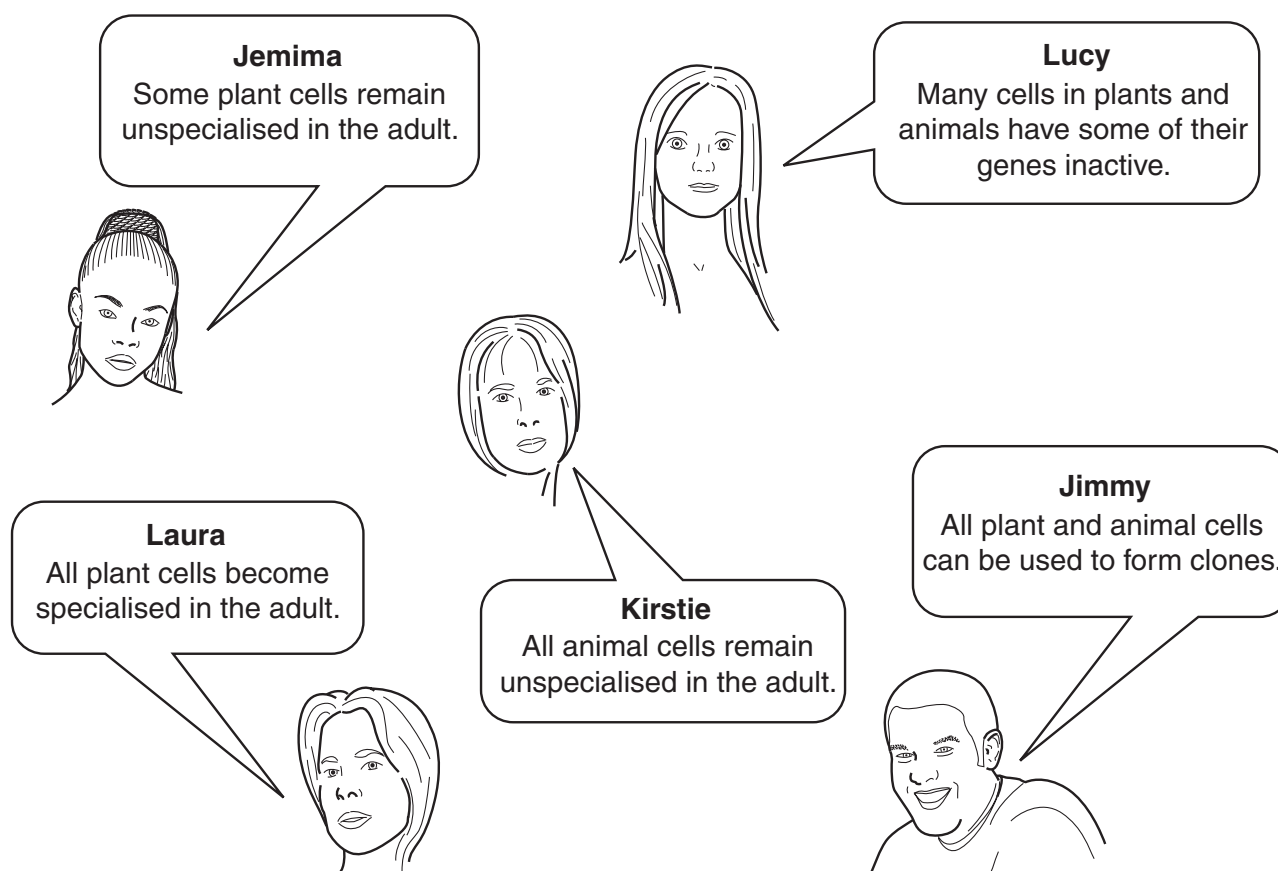 Jemima
Some plant cells remain
unspecialised in the adult.
Lucy
Many cells in plants and
animals have some of their
genes inactive.
Laura
All plant cells become
specialised in the adult.
Kirstie
All animal cells remain
unspecialised in the adult.
Jimmy
All plant and animal cells
can be used to form clones.